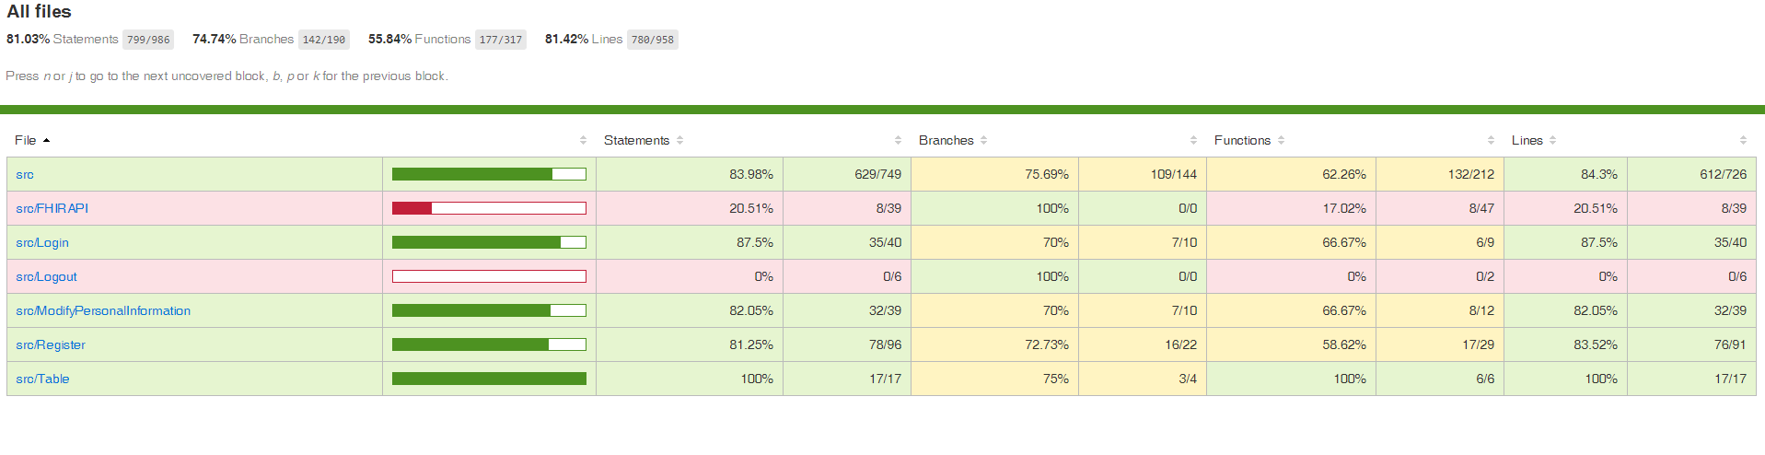 All files
81.03% Statements 799/986 74.74% Branches 142/190 55.84% Functions 177/317 81.42% Lines 780/958
Press n or j to go to the next uncovered block, b, p or k for the previous block.
File Statements Branches Functions Lines
src 83.98% 629/749 75.69% 109/144 62.26% 132/212 84.3% 612/726
src/FHIRAPI 20.51% 8/39 100% 0/0 17.02% 8/47 20.51% 8/39
src/Login 87.5% 35/40 70% 7/10 66.67% 6/9 87.5% 35/40
src/Logout 0% 0/6 100% 0/0 0% 0/2 0% 0/6
src/ModifyPersonalInformation 82.05% 32/39 70% 7/10 66.67% 8/12 82.05% 32/39
src/Register 81.25% 78/96 72.73% 16/22 58.62% 17/29 83.52% 76/91
src/Table 100% 17/17 75% 3/4 100% 6/6 100% 17/17